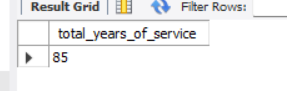 Result Grid Filter Rows:
total_years_of_service
85